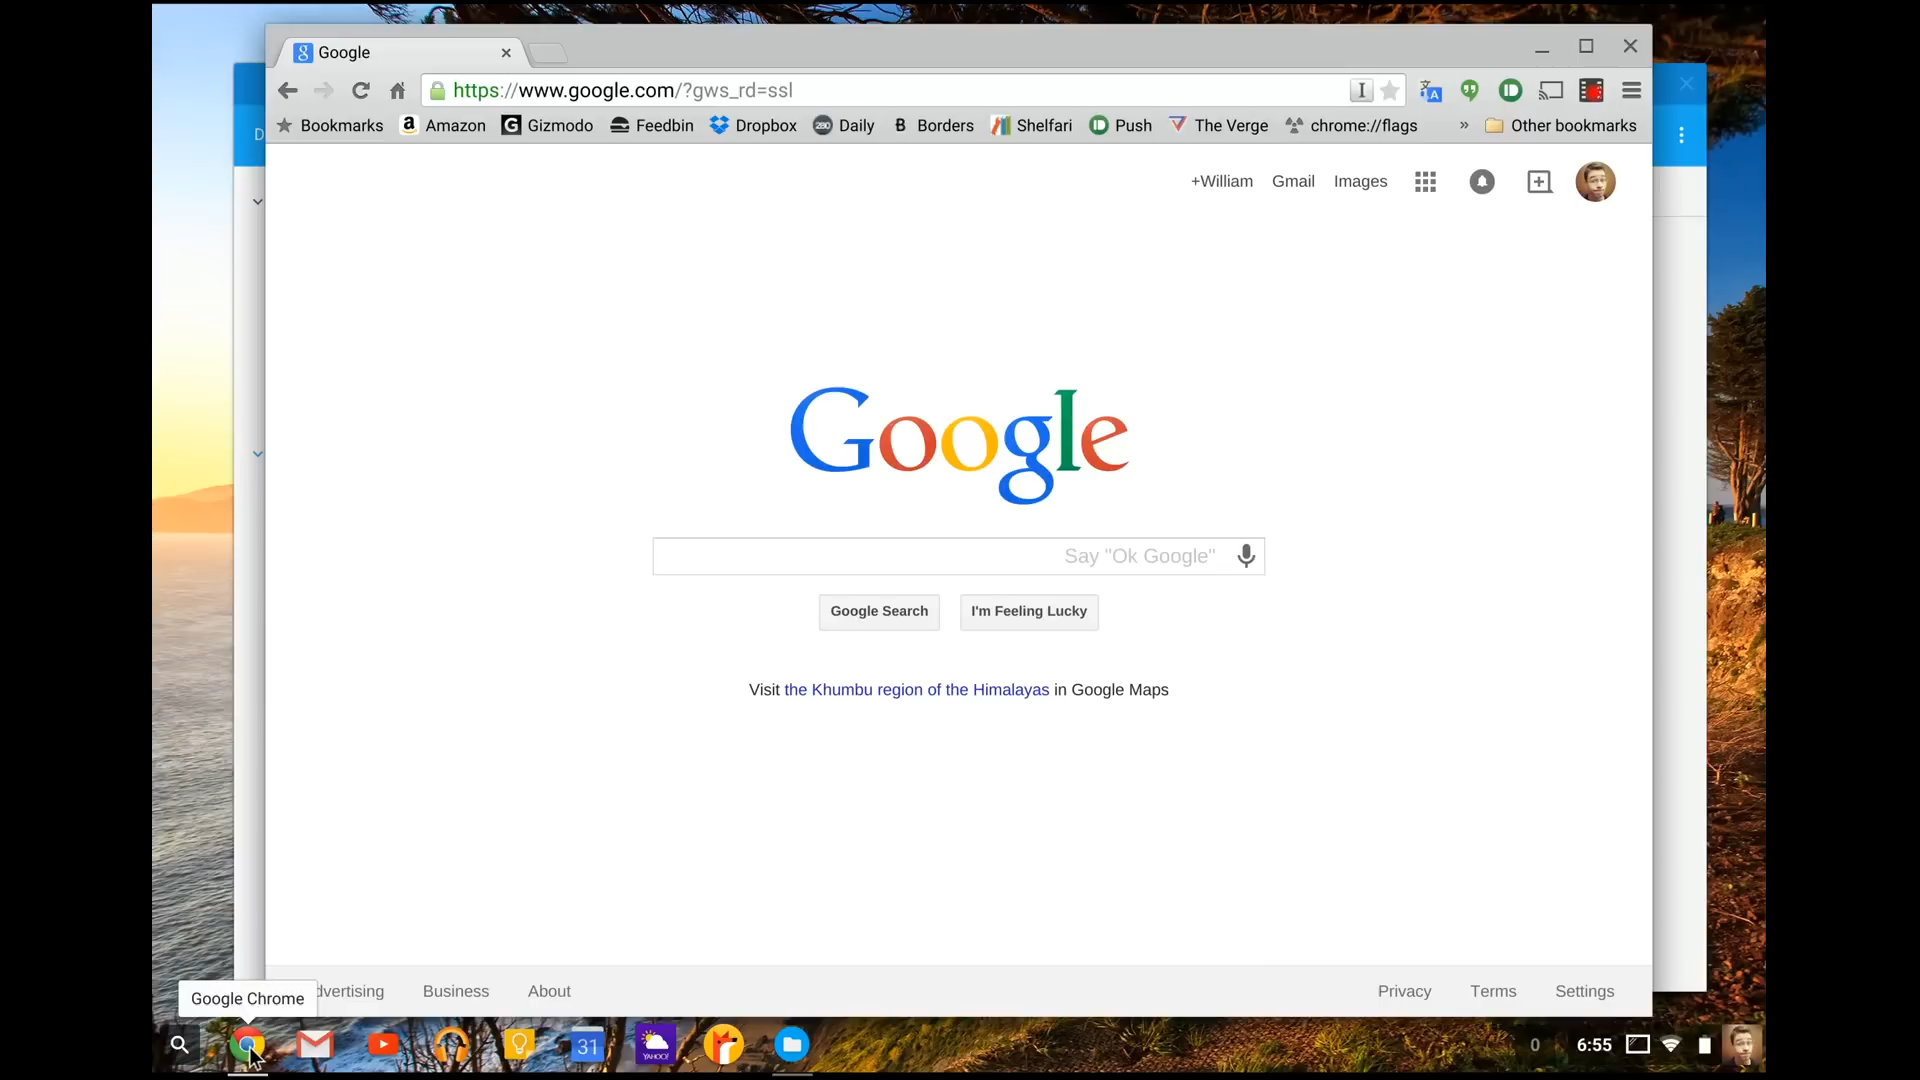 Google
https://www.google.com/?gws_rd=ssl
Bookmarks Amazon Gizmodo Feedbin Dropbox 280 Daily B Borders Shelfari Push The Verge chrome://flags » Other bookmarks
D
+William Gmail Images
Google
Say "Ok Google"
Google Search I'm Feeling Lucky
Visit the Khumbu region of the Himalayas in Google Maps
Google Chrome
dvertising Business About Privacy Terms Settings
31 YAHOO! 0 6:55